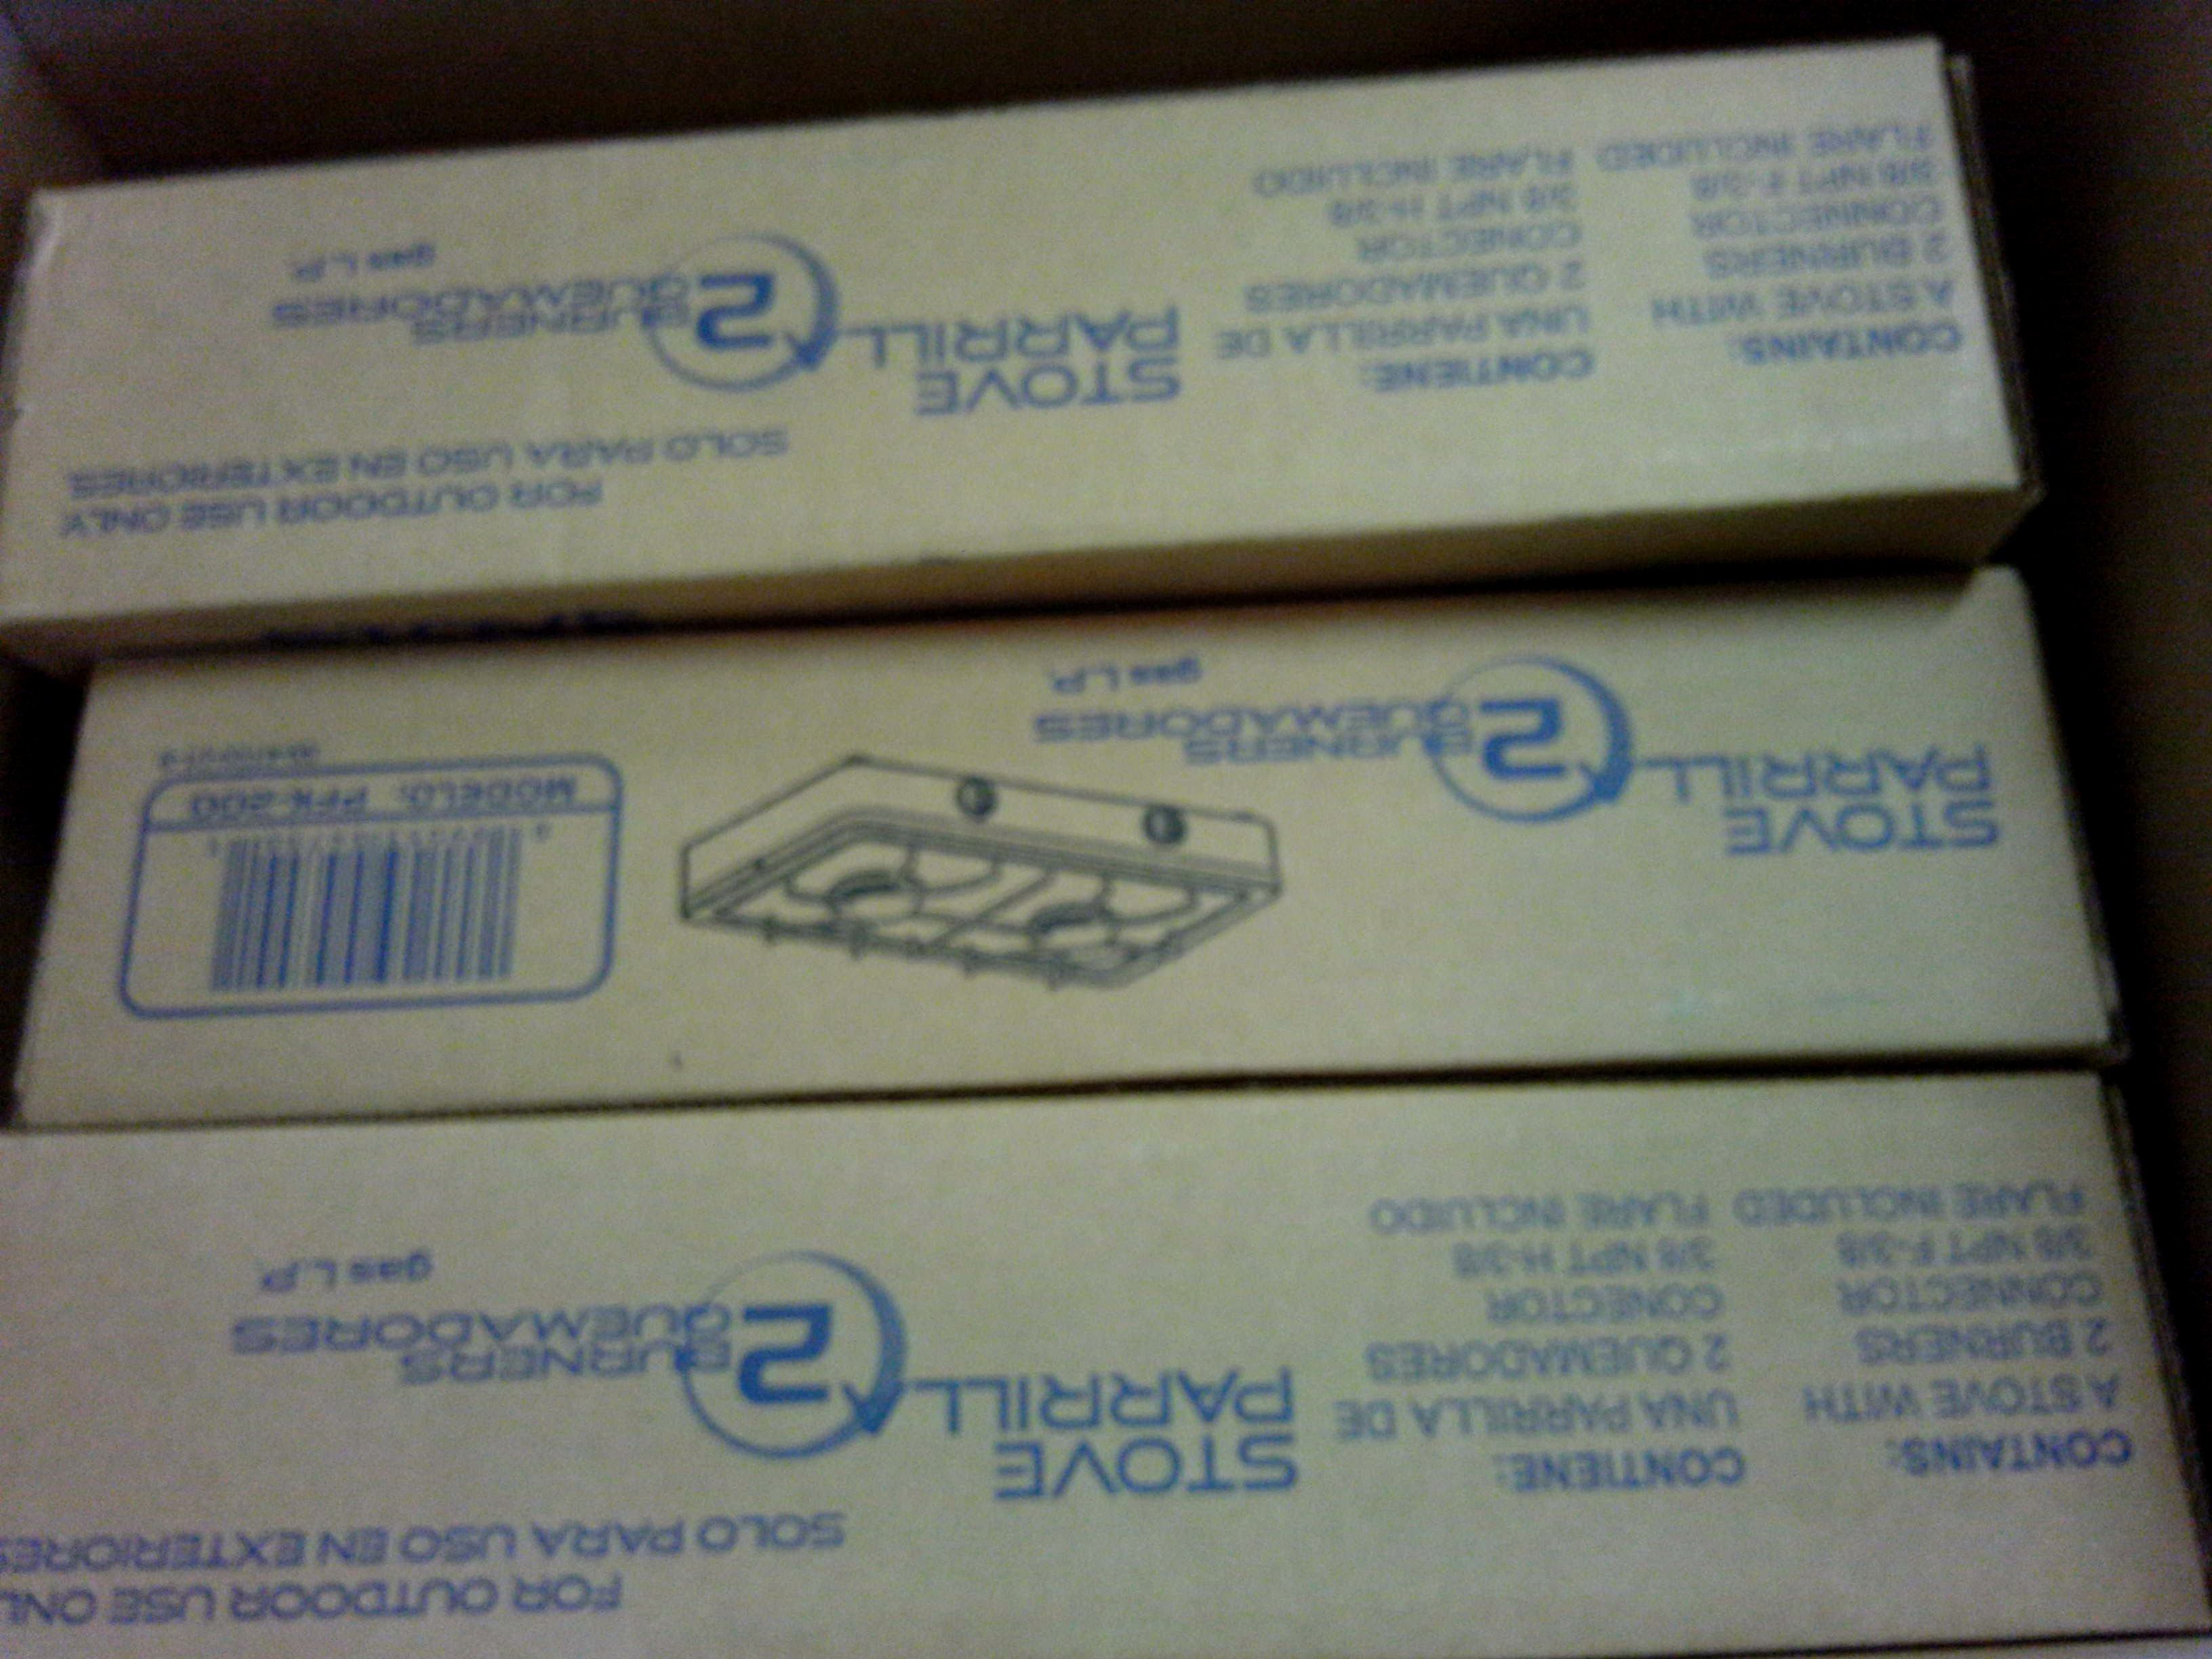 FOR OUTDOOR USE ONLY
SOLO PARA USO EN EXTERIORES
CONTAINS:
A STOVE WITH
2 BURNERS
CONNECTOR
3/8 NPT F-3/8
FLARE INCLUDED
CONTIENE:
UNA PARRILLA DE
2 QUEMADORES
CONECTOR
3/8 NPT H-3/8
FLARE INCLUIDO
STOVE
PARRILL
2
BURNERS
QUEMADORES
gas L.P.
STOVE
PARRILL
2
BURNERS
QUEMADORES
gas L.P.
MODELO:
FOR OUTDOOR USE ONL
SOLO PARA USO EN EXTERIORES
CONTAINS:
A STOVE WITH
2 BURNERS
CONNECTOR
3/8 NPT F-3/8
FLARE INCLUDED
CONTIENE:
UNA PARRILLA DE
2 QUEMADORES
CONECTOR
3/8 NPT H-3/8
FLARE INCLUIDO
STOVE
PARRILL
2
BURNERS
QUEMADORES
gas L.P.